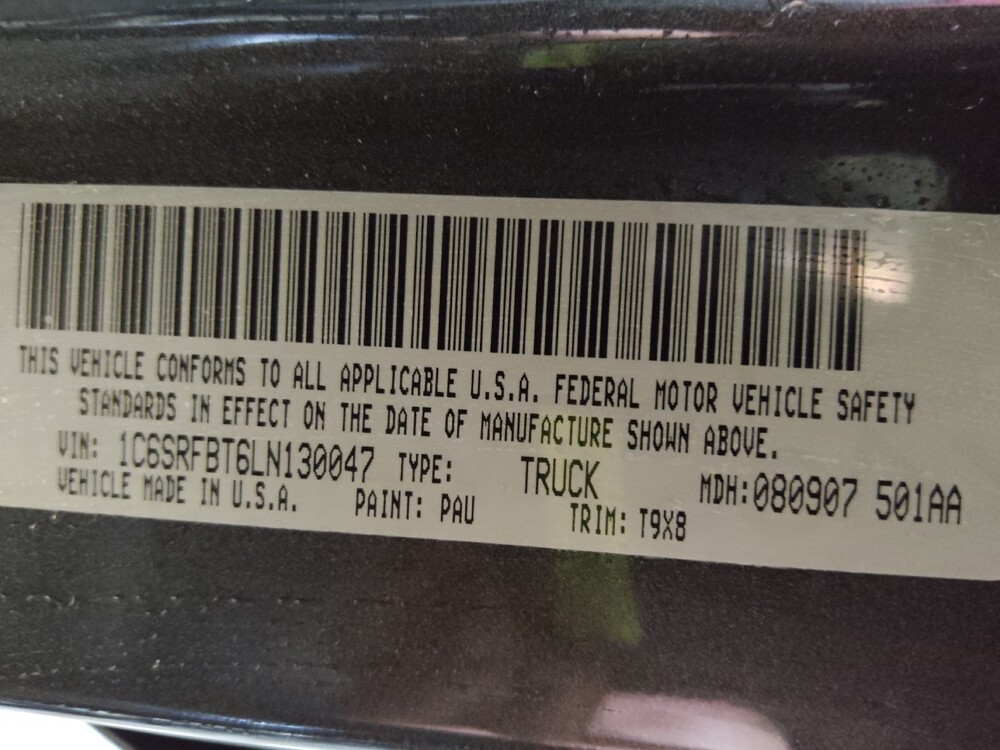 THIS VEHICLE CONFORMS TO ALL APPLICABLE U.S.A. FEDERAL MOTOR VEHICLE SAFETY
STANDARDS IN EFFECT ON THE DATE OF MANUFACTURE SHOWN ABOVE.
VIN: 1C6SRFBT6LN130047 TYPE: TRUCK MDH:080907 501AA
VEHICLE MADE IN U.S.A. PAINT: PAU TRIM: T9X8